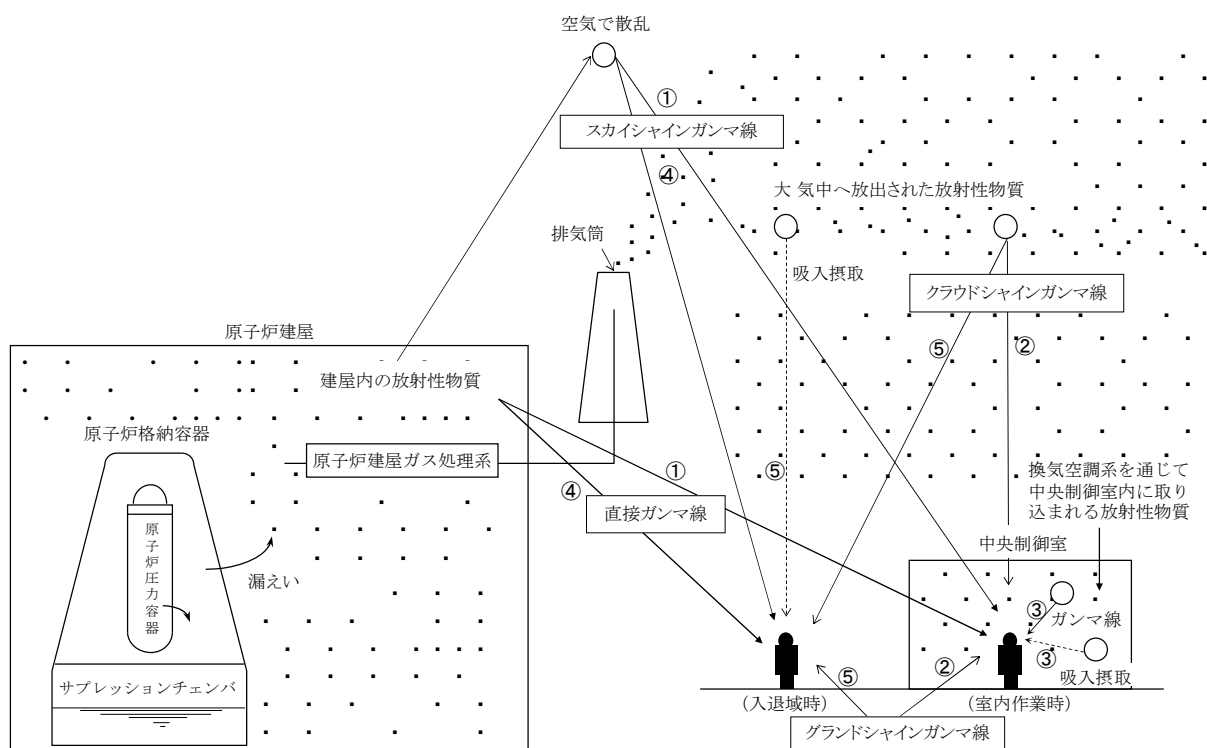 空気で散乱
①
スカイシャインガンマ線
④
大 気中へ放出された放射性物質
排気筒
吸入摂取
クラウドシャインガンマ線
原子炉建屋
⑤
②
建屋内の放射性物質
原子炉格納容器
原子炉建屋ガス処理系
①
⑤
④
直接ガンマ線
換気空調系を通じて
中央制御室内に取り
込まれる放射性物質
原子炉圧力容器
漏えい
中央制御室
③
ガンマ線
③
吸入摂取
サプレッションチェンバ
⑤
②
(入退域時)
(室内作業時)
グランドシャインガンマ線